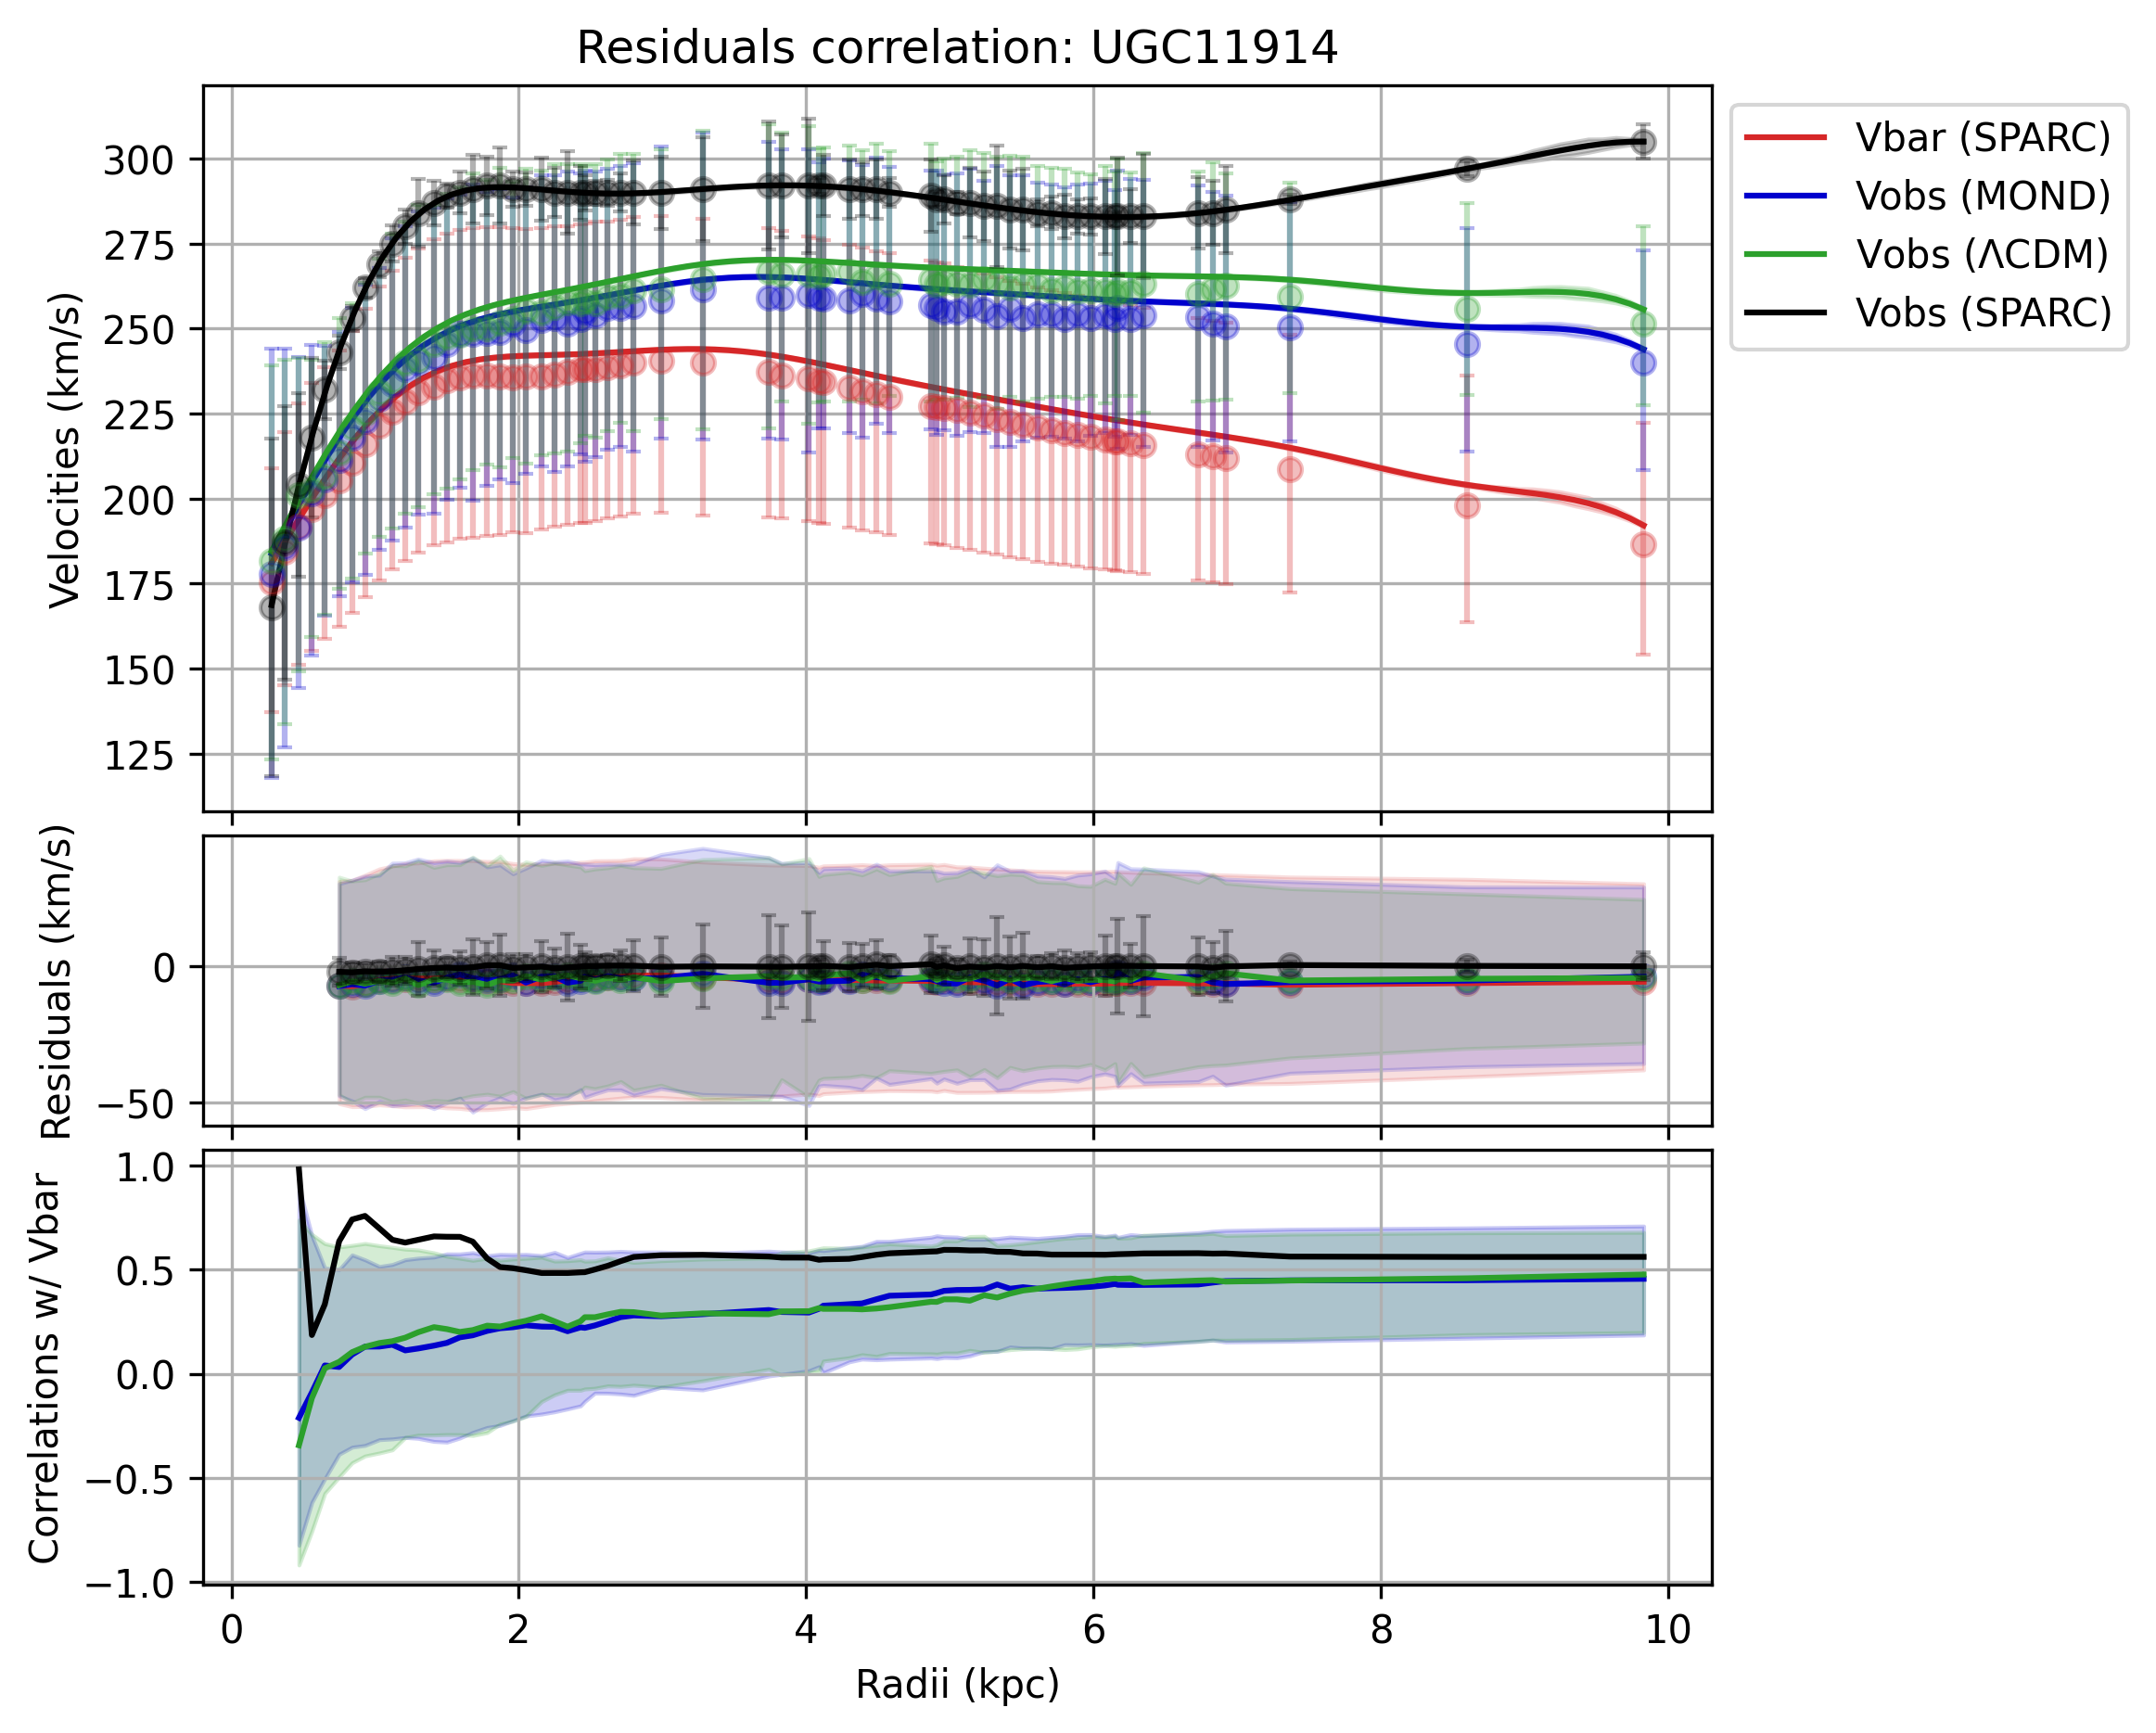 Residuals correlation: UGC11914
Velocities (km/s)
300
275
250
225
200
175
150
125
Vbar (SPARC)
Vobs (MOND)
Vobs (ΛCDM)
Vobs (SPARC)
Residuals (km/s)
0
−50
Correlations w/ Vbar
1.0
0.5
0.0
−0.5
−1.0
0 2 4 6 8 10
Radii (kpc)